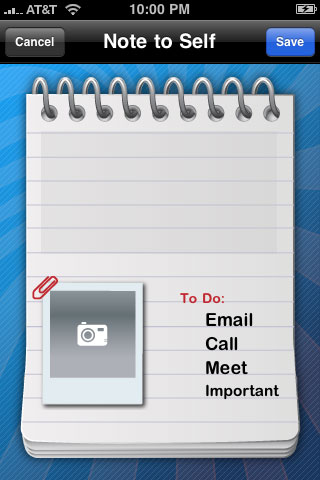 AT&T 10:00 PM
Cancel Note to Self Save
To Do:
Email
Call
Meet
Important